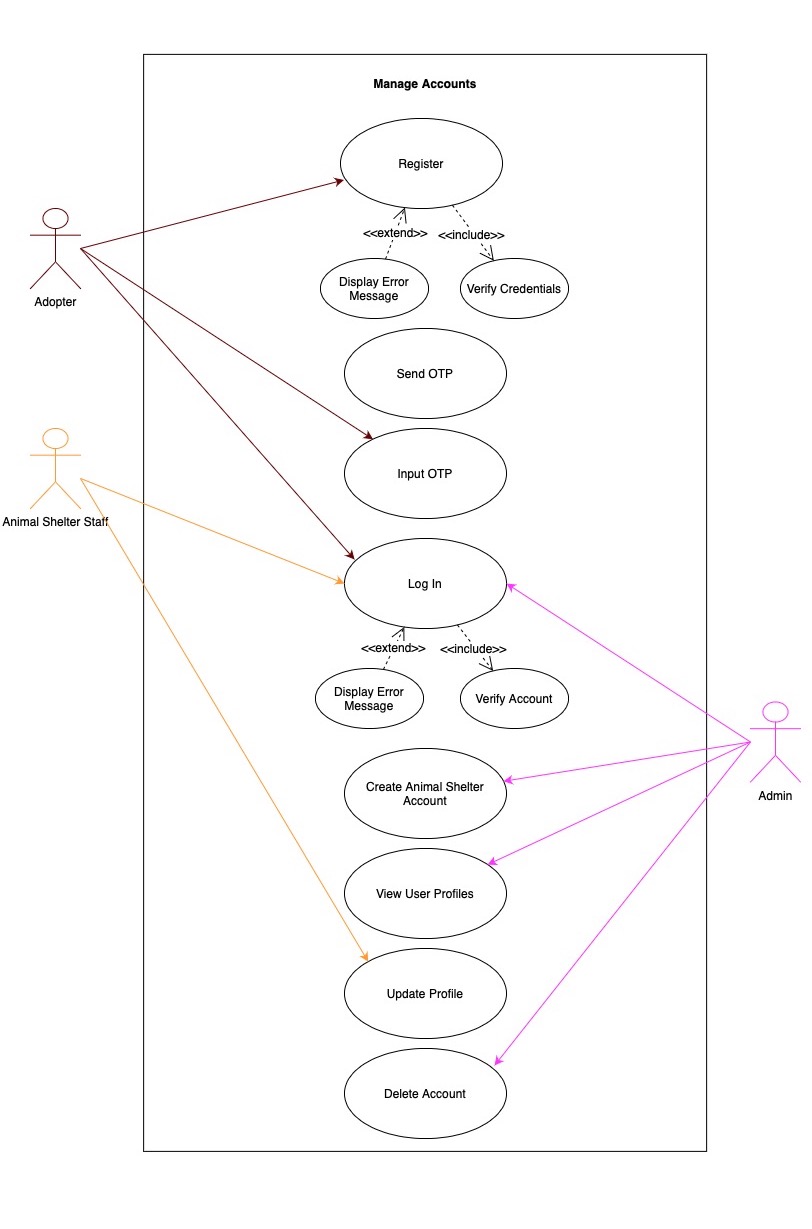 Manage Accounts
Register
<<extend>>
<<include>>
Display Error
Message
Verify Credentials
Adopter
Send OTP
Input OTP
Animal Shelter Staff
Log In
<<extend>>
<<include>>
Display Error
Message
Verify Account
Create Animal Shelter
Account
Admin
View User Profiles
Update Profile
Delete Account